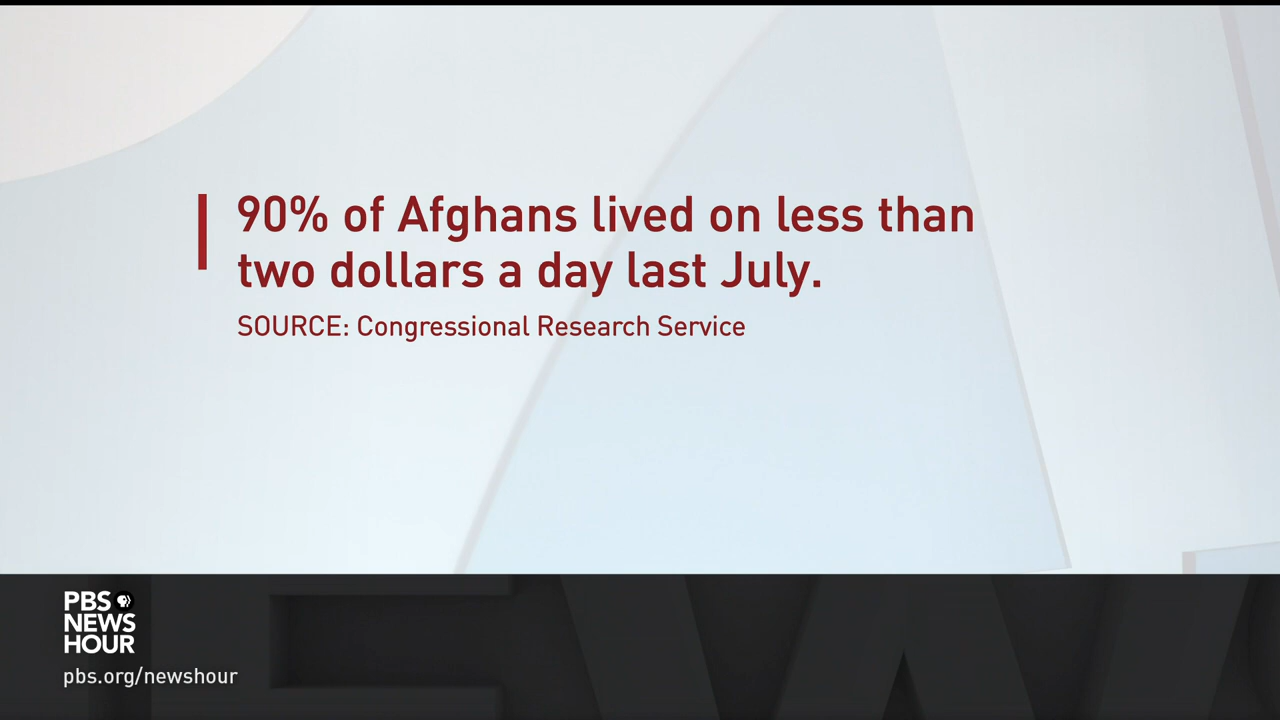 90% of Afghans lived on less than
two dollars a day last July.
SOURCE: Congressional Research Service
PBS
NEWS
HOUR
pbs.org/newshour